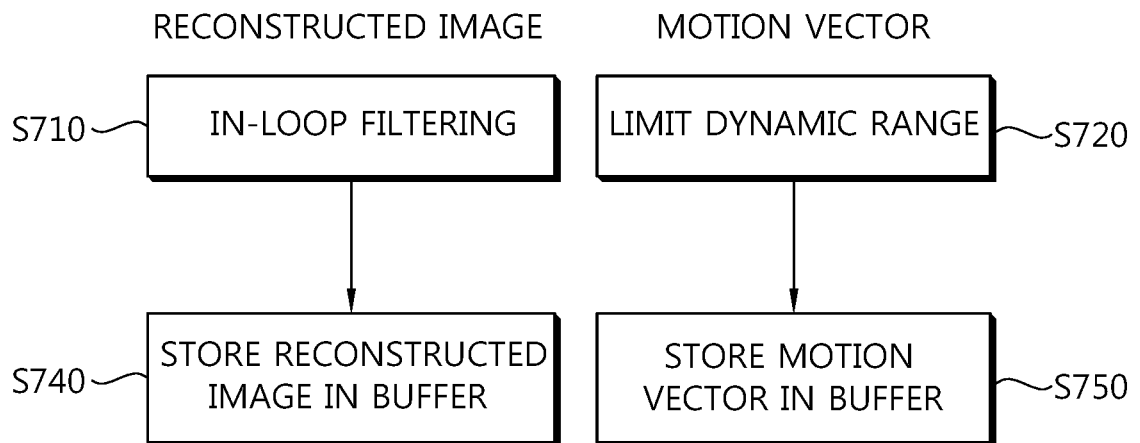 RECONSTRUCTED IMAGE
MOTION VECTOR
S710
IN-LOOP FILTERING
LIMIT DYNAMIC RANGE
S720
S740
STORE RECONSTRUCTED
IMAGE IN BUFFER
STORE MOTION
VECTOR IN BUFFER
S750